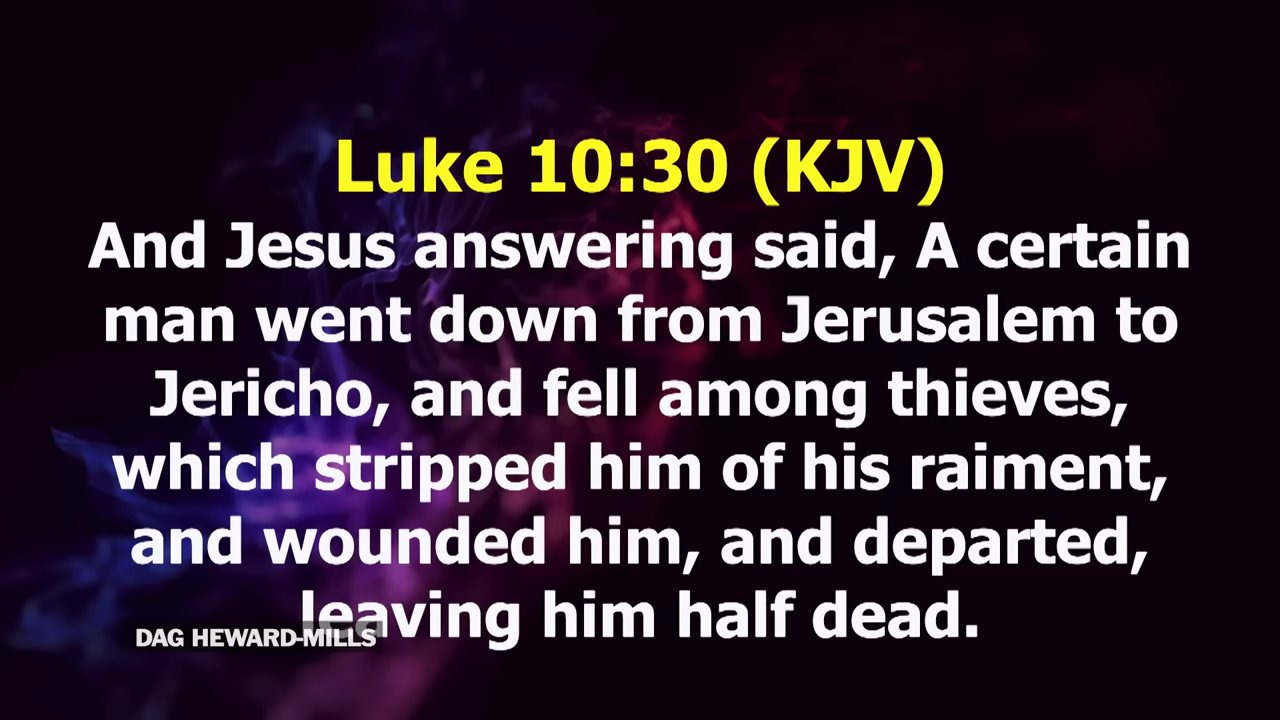 Luke 10:30 (KJV)
And Jesus answering said, A certain
man went down from Jerusalem to
Jericho, and fell among thieves,
which stripped him of his raiment,
and wounded him, and departed,
leaving him half dead.
DAG HEWARD-MILLS